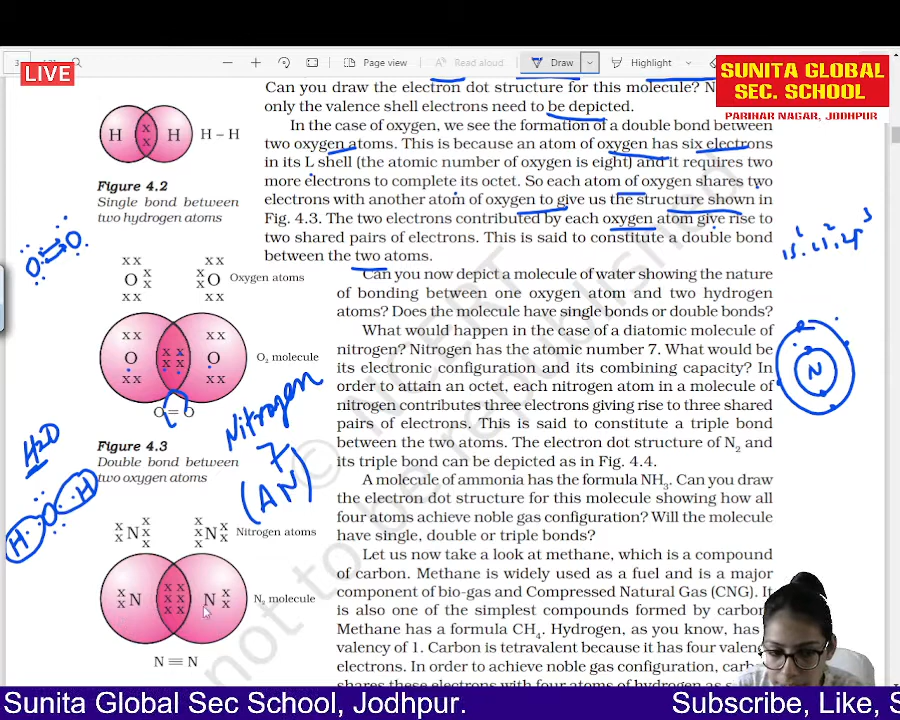 LIVE
Page view
Read aloud
Draw
Highlight
SUNITA GLOBAL
SEC. SCHOOL
PARIHAR NAGAR, JODHPUR
Can you draw the electron dot structure for this molecule?
only the valence shell electrons need to be depicted.
In the case of oxygen, we see the formation of a double bond between
two oxygen atoms. This is because an atom of oxygen has six electrons
in its L shell (the atomic number of oxygen is eight) and it requires two
more electrons to complete its octet. So each atom of oxygen shares two
electrons with another atom of oxygen to give us the structure shown in
Fig. 4.3. The two electrons contributed by each oxygen atom give rise to
two shared pairs of electrons. This is said to constitute a double bond
between the two atoms.
Can you now depict a molecule of water showing the nature
of bonding between one oxygen atom and two hydrogen
atoms? Does the molecule have single bonds or double bonds?
What would happen in the case of a diatomic molecule of
nitrogen? Nitrogen has the atomic number 7. What would be
its electronic configuration and its combining capacity? In
order to attain an octet, each nitrogen atom in a molecule of
nitrogen contributes three electrons giving rise to three shared
pairs of electrons. This is said to constitute a triple bond
between the two atoms. The electron dot structure of N₂ and
its triple bond can be depicted as in Fig. 4.4.
A molecule of ammonia has the formula NH₃. Can you draw
the electron dot structure for this molecule showing how all
four atoms achieve noble gas configuration? Will the molecule
have single, double or triple bonds?
Let us now take a look at methane, which is a compound
of carbon. Methane is widely used as a fuel and is a major
component of bio-gas and Compressed Natural Gas (CNG). It
is also one of the simplest compounds formed by carbon
Methane has a formula CH₄. Hydrogen, as you know, has
valency of 1. Carbon is tetravalent because it has four
electrons. In order to achieve noble gas configuration,
shares these electrons with four atoms of hydrogen as
H H H – H
Figure 4.2
Single bond between
two hydrogen atoms
O O
O O Oxygen atoms
O O O₂ molecule
O = O
Figure 4.3
Double bond between
two oxygen atoms
H2O
H O H
Nitrogen
7
(AN)
N
N N Nitrogen atoms
N N N₂ molecule
N ≡ N
not to be republished
© NCERT
Sunita Global Sec School, Jodhpur.
Subscribe, Like, S